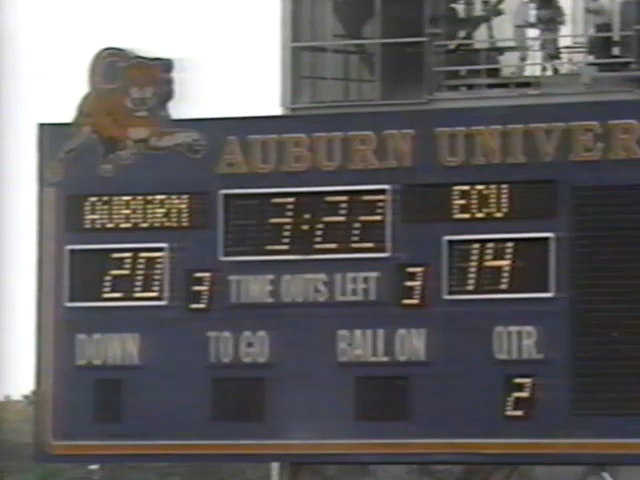 AUBURN UNIVER
AUBURN 3:22 ECU
20 3 TIME OUTS LEFT 3 14
DOWN TO GO BALL ON QTR.
2